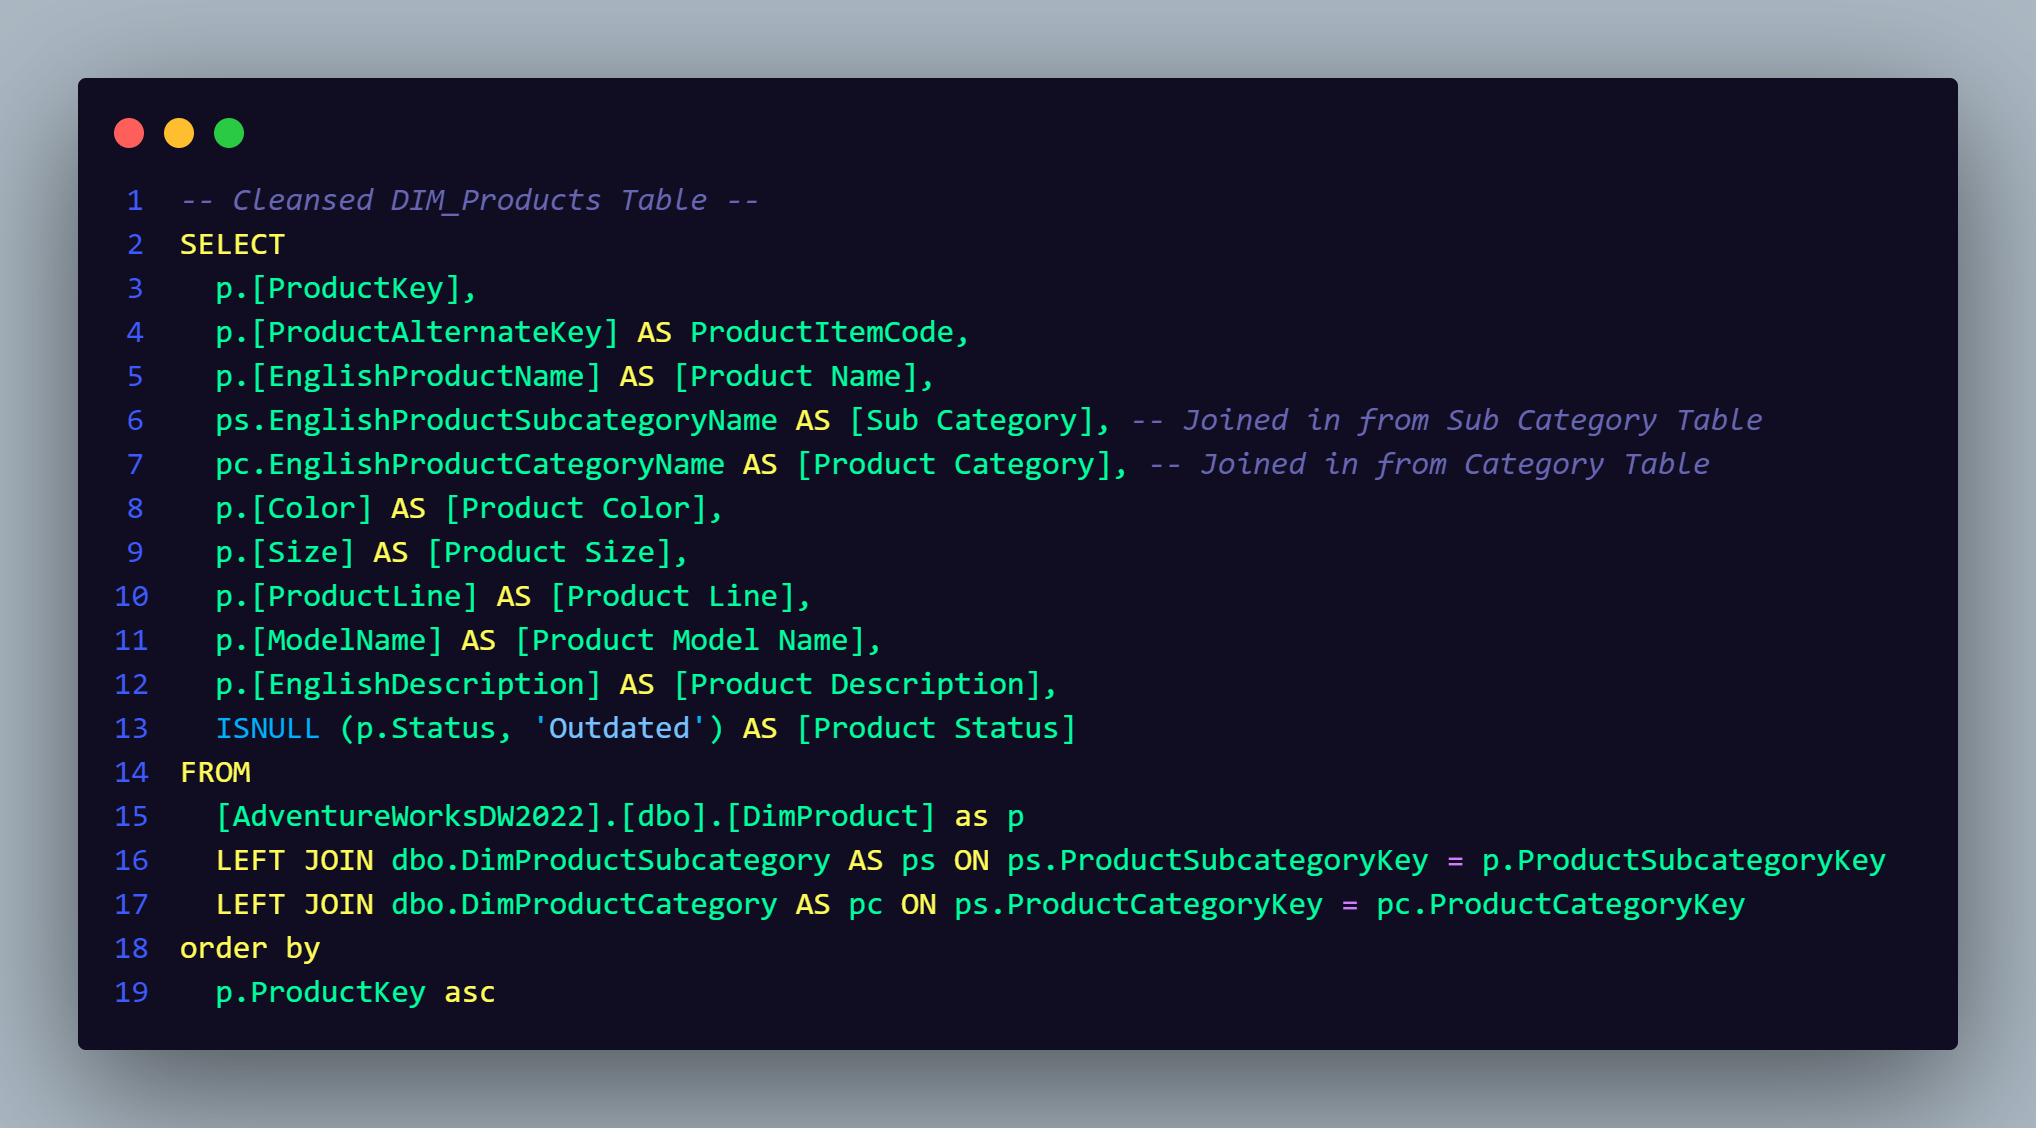 1 -- Cleansed DIM_Products Table --
2 SELECT
3 p.[ProductKey],
4 p.[ProductAlternateKey] AS ProductItemCode,
5 p.[EnglishProductName] AS [Product Name],
6 ps.EnglishProductSubcategoryName AS [Sub Category], -- Joined in from Sub Category Table
7 pc.EnglishProductCategoryName AS [Product Category], -- Joined in from Category Table
8 p.[Color] AS [Product Color],
9 p.[Size] AS [Product Size],
10 p.[ProductLine] AS [Product Line],
11 p.[ModelName] AS [Product Model Name],
12 p.[EnglishDescription] AS [Product Description],
13 ISNULL (p.Status, 'Outdated') AS [Product Status]
14 FROM
15 [AdventureWorksDW2022].[dbo].[DimProduct] as p
16 LEFT JOIN dbo.DimProductSubcategory AS ps ON ps.ProductSubcategoryKey = p.ProductSubcategoryKey
17 LEFT JOIN dbo.DimProductCategory AS pc ON ps.ProductCategoryKey = pc.ProductCategoryKey
18 order by
19 p.ProductKey asc